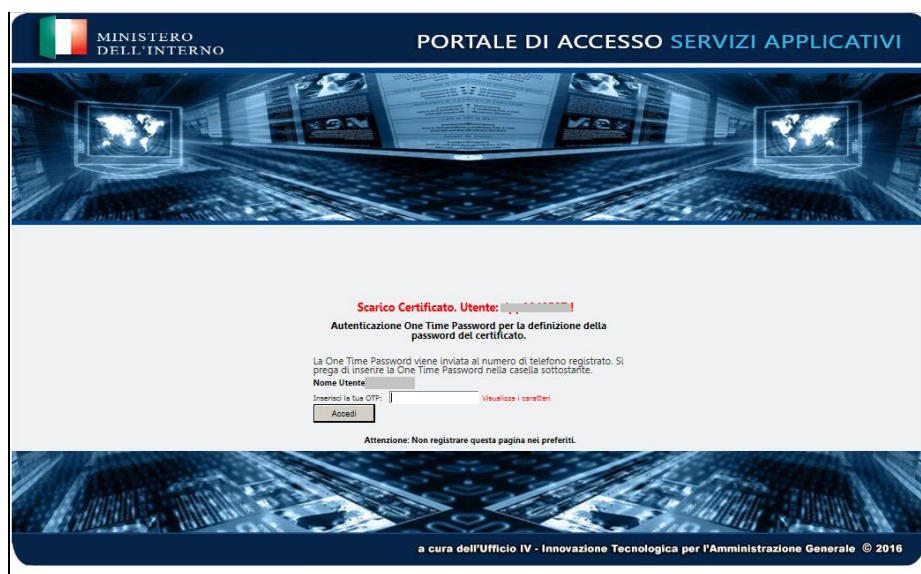 MINISTERO
DELL'INTERNO
PORTALE DI ACCESSO SERVIZI APPLICATIVI
Scarico Certificato. Utente: !
Autenticazione One Time Password per la definizione della
password del certificato.
La One Time Password viene inviata al numero di telefono registrato. Si
prega di inserire la One Time Password nella casella sottostante.
Nome Utente
Inserisci la tua OTP: Visualizza i caratteri
Accedi
Attenzione: Non registrare questa pagina nei preferiti.
a cura dell'Ufficio IV - Innovazione Tecnologica per l'Amministrazione Generale © 2016